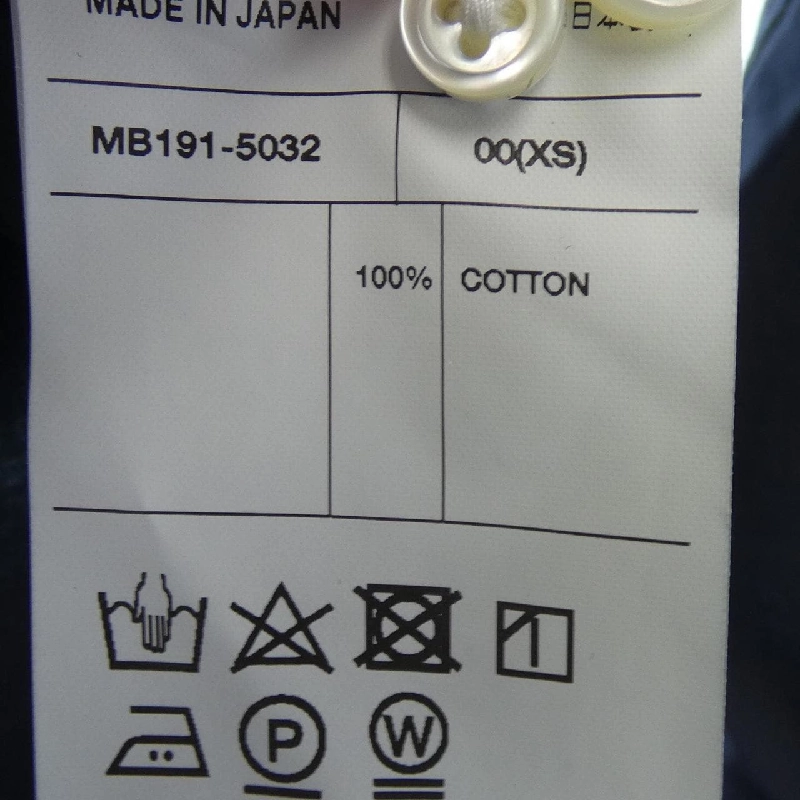 MADE IN JAPAN
MB191-5032 00(XS)
100% COTTON
P W